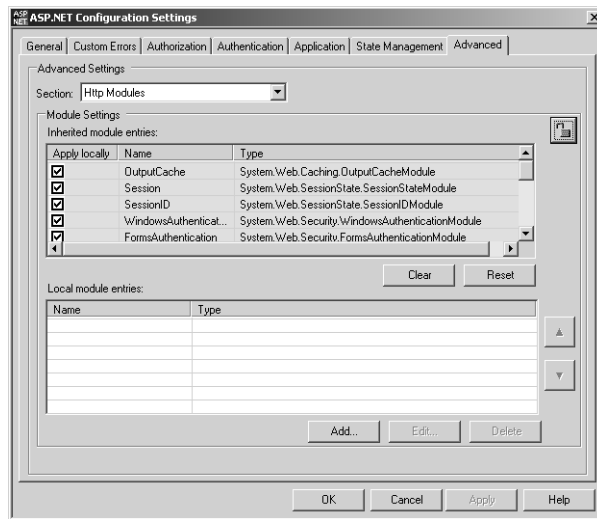 ASP.NET ASP.NET Configuration Settings
General Custom Errors Authorization Authentication Application State Management Advanced
Advanced Settings
Section: Http Modules
Module Settings
Inherited module entries:
Apply locally Name Type
OutputCache System.Web.Caching.OutputCacheModule
Session System.Web.SessionState.SessionStateModule
SessionID System.Web.SessionState.SessionIDModule
WindowsAuthenticat... System.Web.Security.WindowsAuthenticationModule
FormsAuthentication System.Web.Security.FormsAuthenticationModule
Clear Reset
Local module entries:
Name Type
Add... Edit... Delete
OK Cancel Apply Help